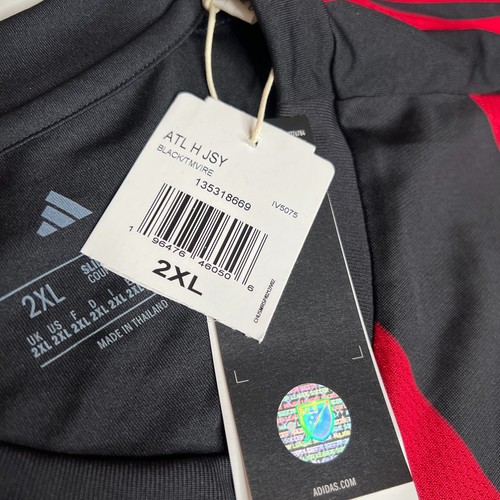 ATL H JSY
BLACK/TMVIRE
135318669
IV5075
1 96476 46050 6
2XL
2XL
UK US F D
2XL 2XL 2XL 2XL
MADE IN THAILAND
ADIDAS.COM